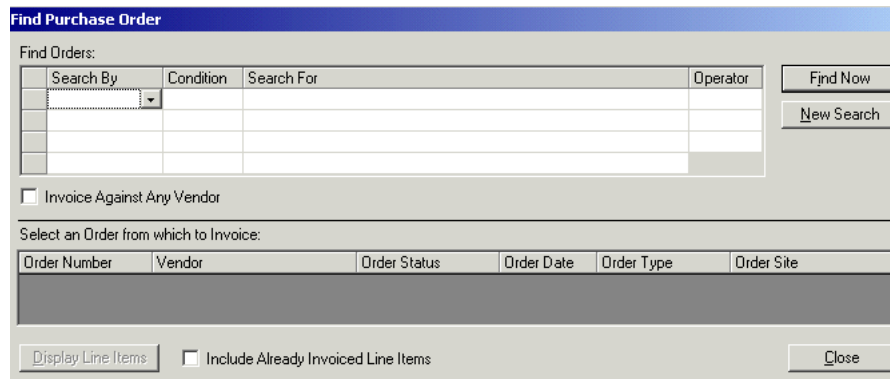 Find Purchase Order
Find Orders:
Search By Condition Search For Operator
Find Now
New Search
Invoice Against Any Vendor
Select an Order from which to Invoice:
Order Number Vendor Order Status Order Date Order Type Order Site
Display Line Items Include Already Invoiced Line Items Close